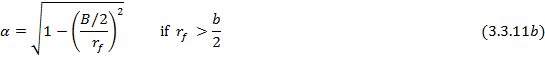 α = √(1 − ((B/2)/r_f)²) if r_f > b/2 (3.3.11b)